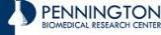 PENNINGTON
BIOMEDICAL RESEARCH CENTER